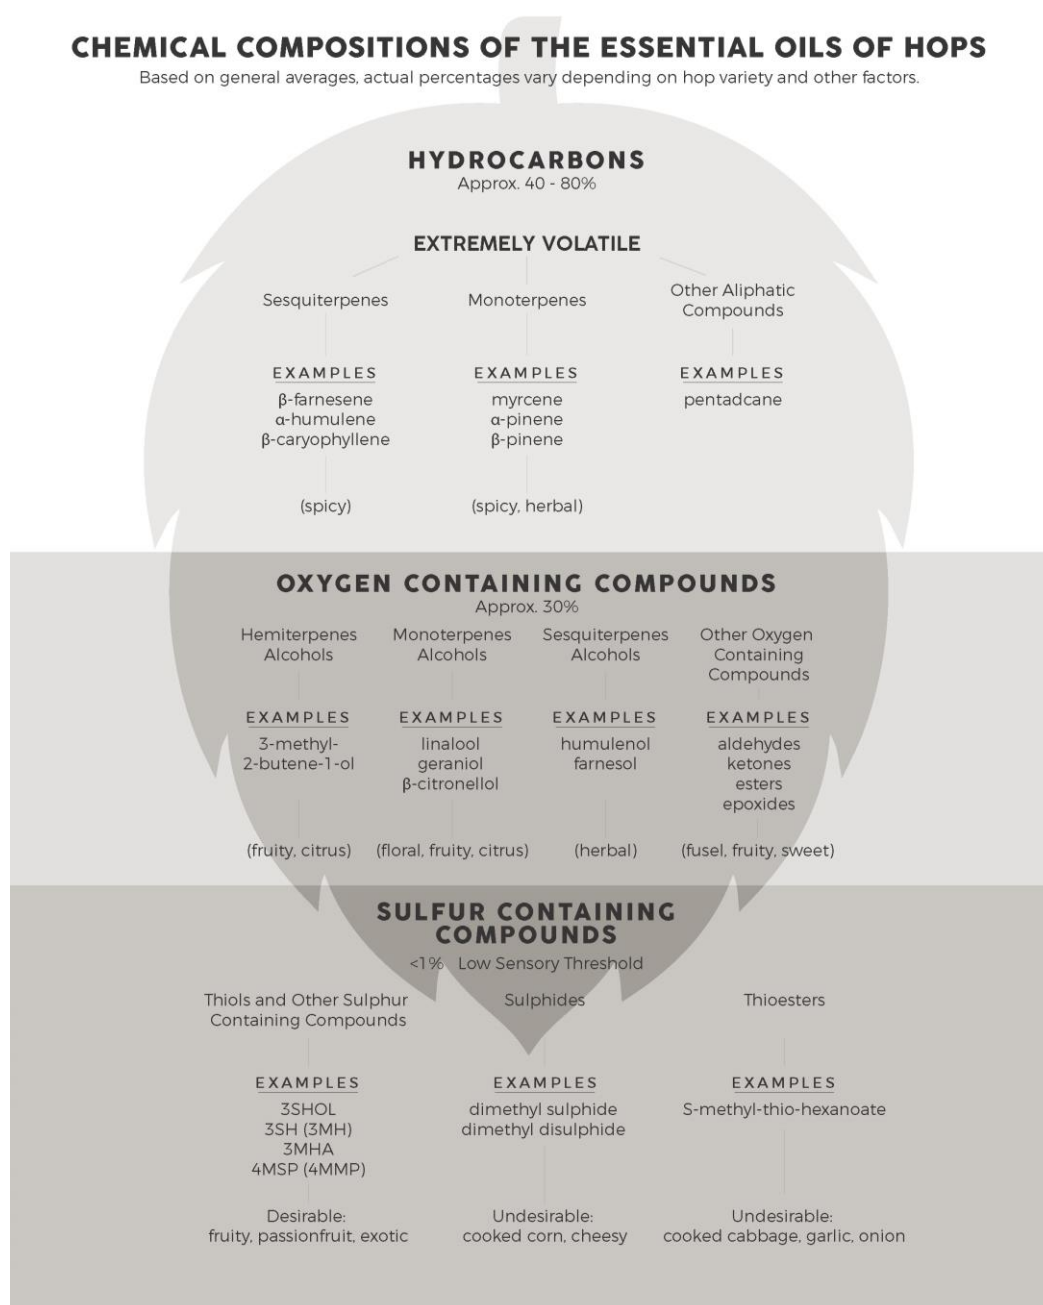 CHEMICAL COMPOSITIONS OF THE ESSENTIAL OILS OF HOPS
Based on general averages, actual percentages vary depending on hop variety and other factors.
HYDROCARBONS
Approx. 40 - 80%
EXTREMELY VOLATILE
Sesquiterpenes
EXAMPLES
β-farnesene
α-humulene
β-caryophyllene
(spicy)
Monoterpenes
EXAMPLES
myrcene
α-pinene
β-pinene
(spicy, herbal)
Other Aliphatic
Compounds
EXAMPLES
pentadcane
OXYGEN CONTAINING COMPOUNDS
Approx. 30%
Hemiterpenes
Alcohols
EXAMPLES
3-methyl-
2-butene-1-ol
(fruity, citrus)
Monoterpenes
Alcohols
EXAMPLES
linalool
geraniol
β-citronellol
(floral, fruity, citrus)
Sesquiterpenes
Alcohols
EXAMPLES
humulenol
farnesol
(herbal)
Other Oxygen
Containing
Compounds
EXAMPLES
aldehydes
ketones
esters
epoxides
(fusel, fruity, sweet)
SULFUR CONTAINING
COMPOUNDS
<1% Low Sensory Threshold
Thiols and Other Sulphur
Containing Compounds
EXAMPLES
3SHOL
3SH (3MH)
3MHA
4MSP (4MMP)
Desirable:
fruity, passionfruit, exotic
Sulphides
EXAMPLES
dimethyl sulphide
dimethyl disulphide
Undesirable:
cooked corn, cheesy
Thioesters
EXAMPLES
S-methyl-thio-hexanoate
Undesirable:
cooked cabbage, garlic, onion